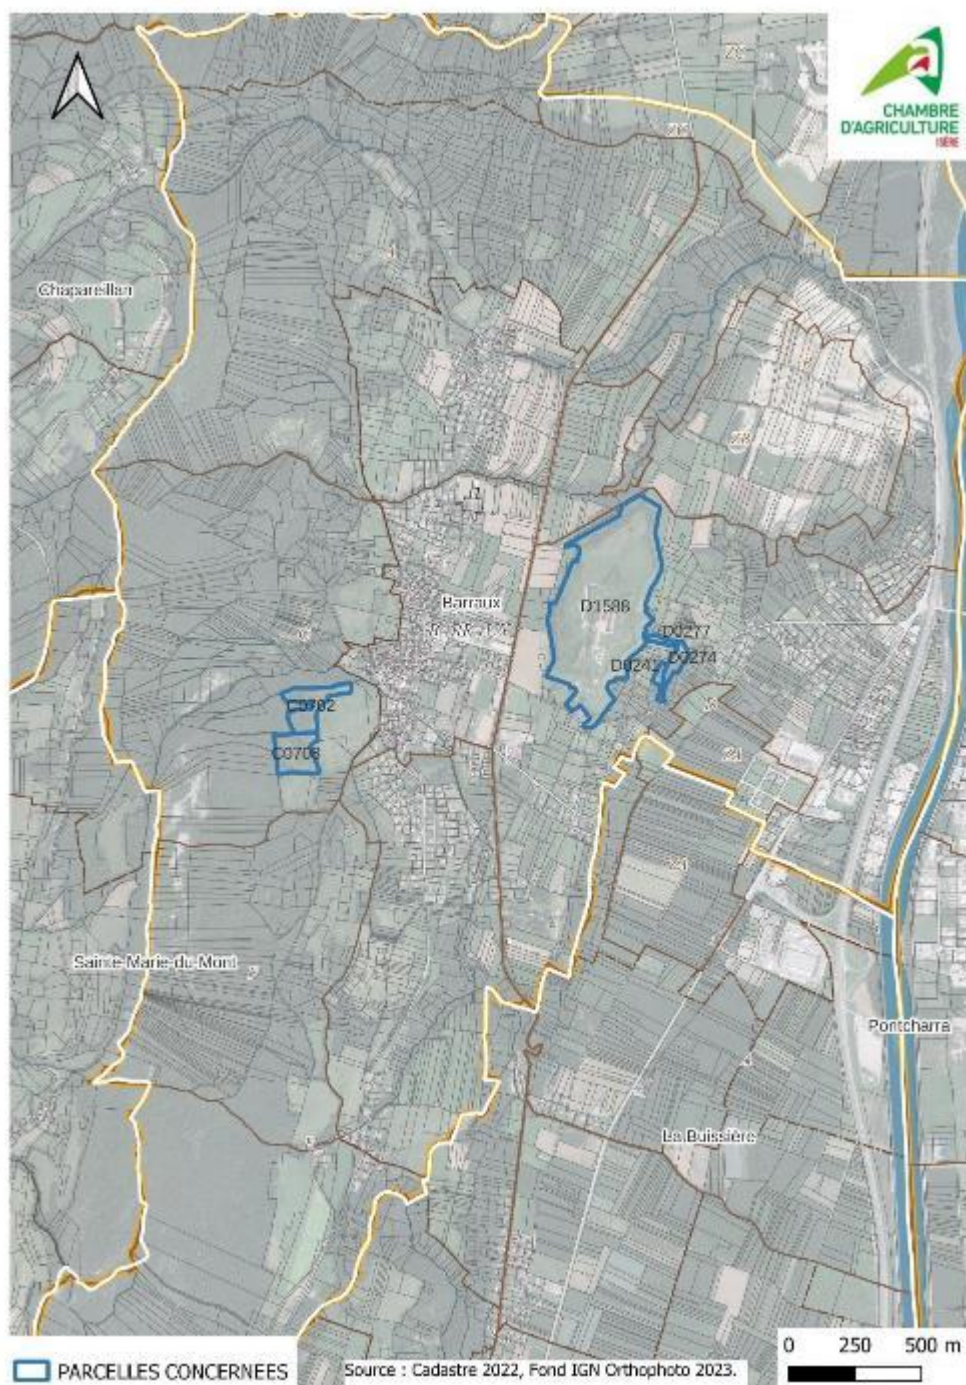 CHAMBRE
D'AGRICULTURE
ISÈRE
Chapareillan
Barraux
D1586
D0277
D0241
D0274
C0702
C0708
Sainte-Marie-du-Mont
Pontcharra
La Buissière
PARCELLES CONCERNEES
Source : Cadastre 2022, Fond IGN Orthophoto 2023.
0 250 500 m